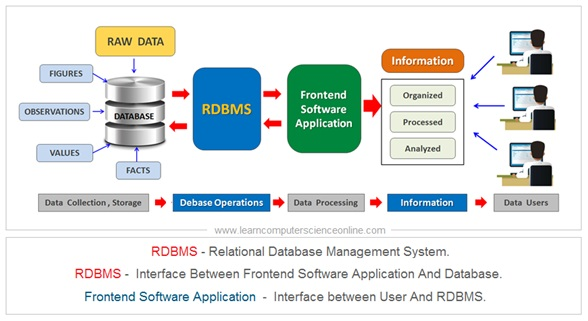 RAW DATA
FIGURES
OBSERVATIONS
VALUES
FACTS
DATABASE
RDBMS
Frontend
Software
Application
Information
Organized
Processed
Analyzed
Data Collection , Storage
Debase Operations
Data Processing
Information
Data Users
www.learncomputerscienceonline.com
RDBMS - Relational Database Management System.
RDBMS - Interface Between Frontend Software Application And Database.
Frontend Software Application - Interface between User And RDBMS.